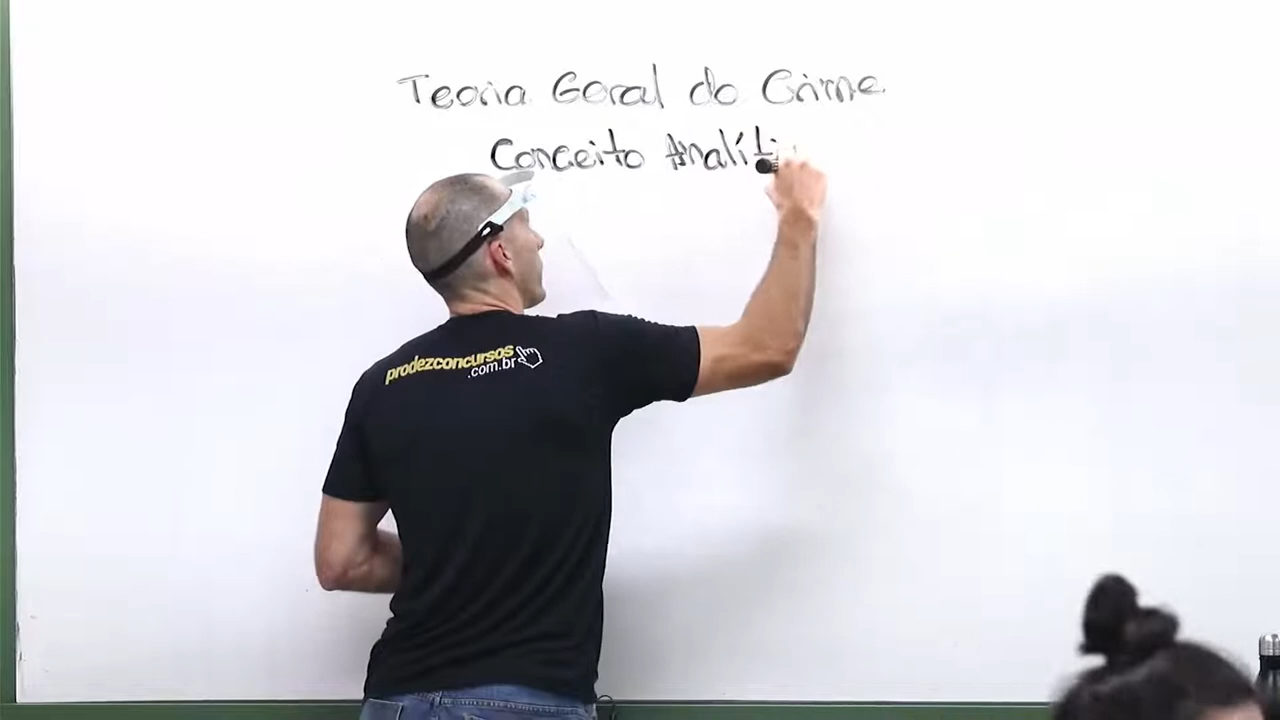 Teoria Geral do Crime
Conceito Analíti
prodezconcursos
.com.br